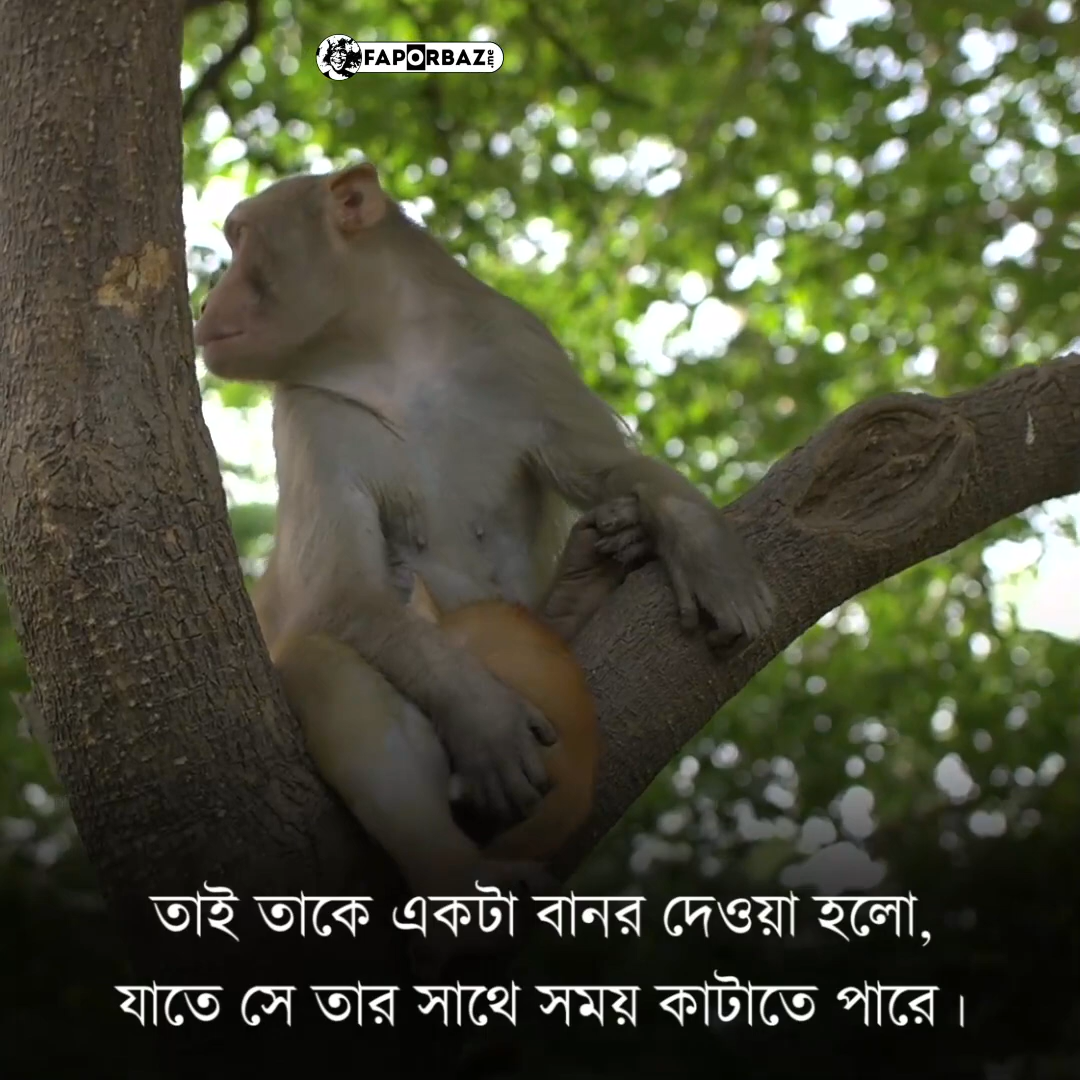 FAPORBAZ
তাই তাকে একটা বানর দেওয়া হলো,
যাতে সে তার সাথে সময় কাটাতে পারে।